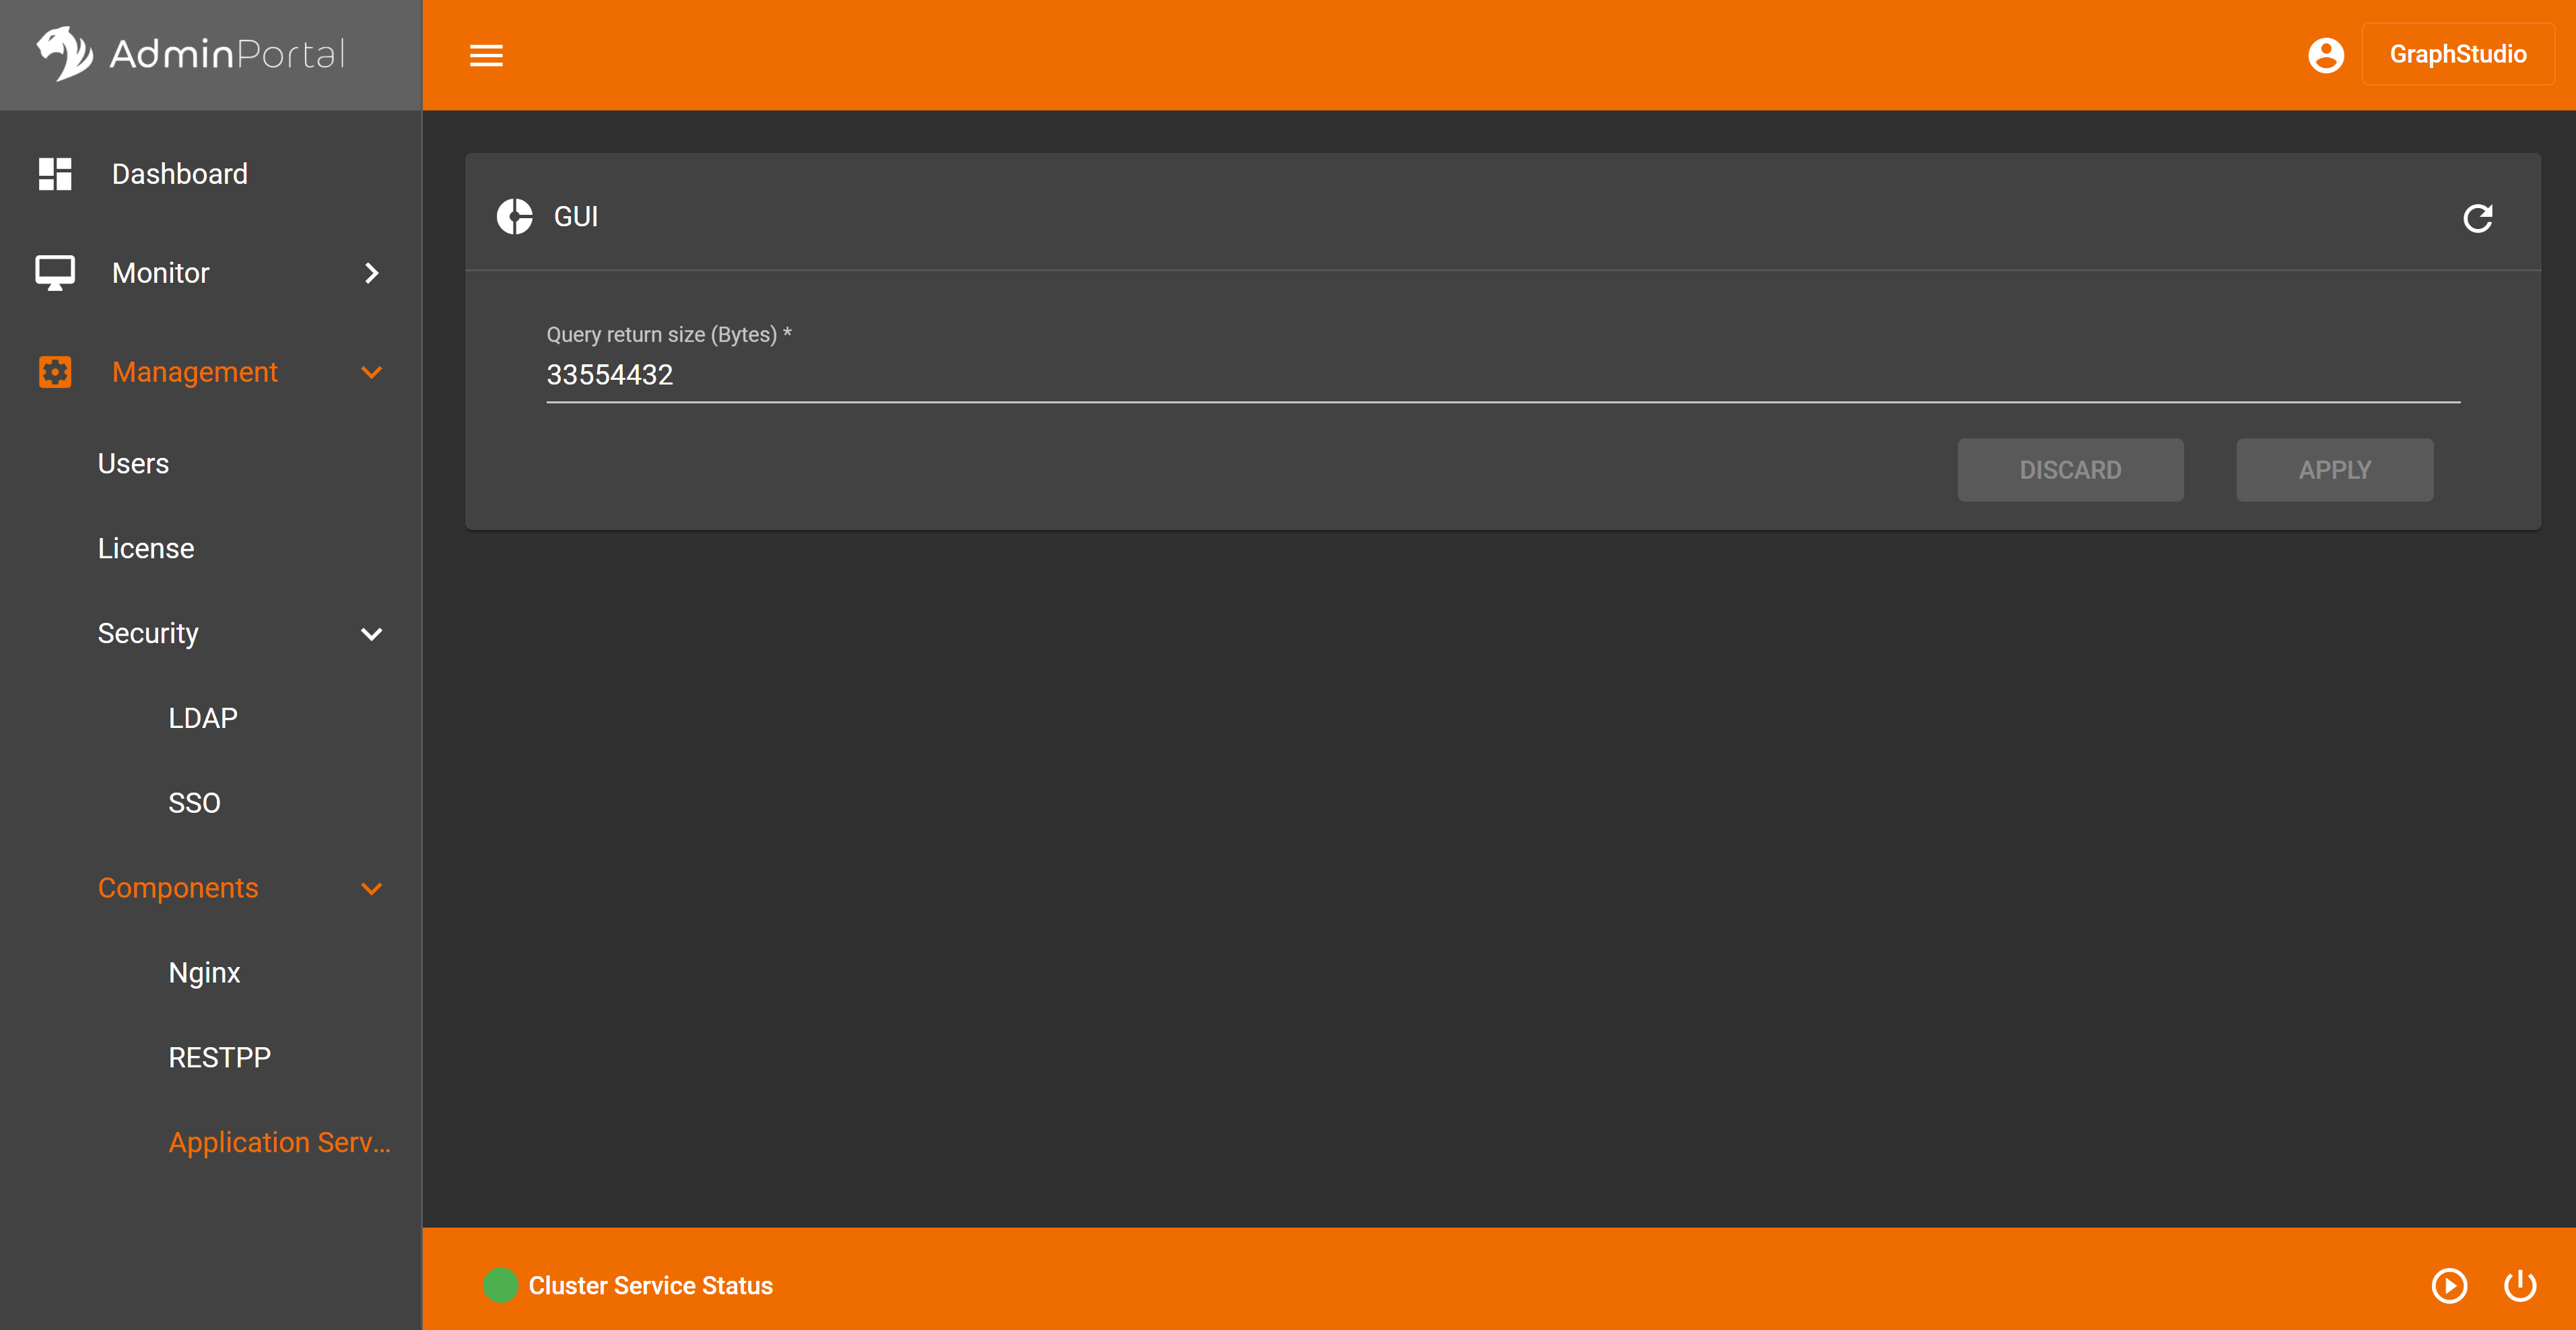 AdminPortal
GraphStudio
Dashboard
Monitor
Management
Users
License
Security
LDAP
SSO
Components
Nginx
RESTPP
Application Serv...
GUI
Query return size (Bytes) *
33554432
DISCARD
APPLY
Cluster Service Status